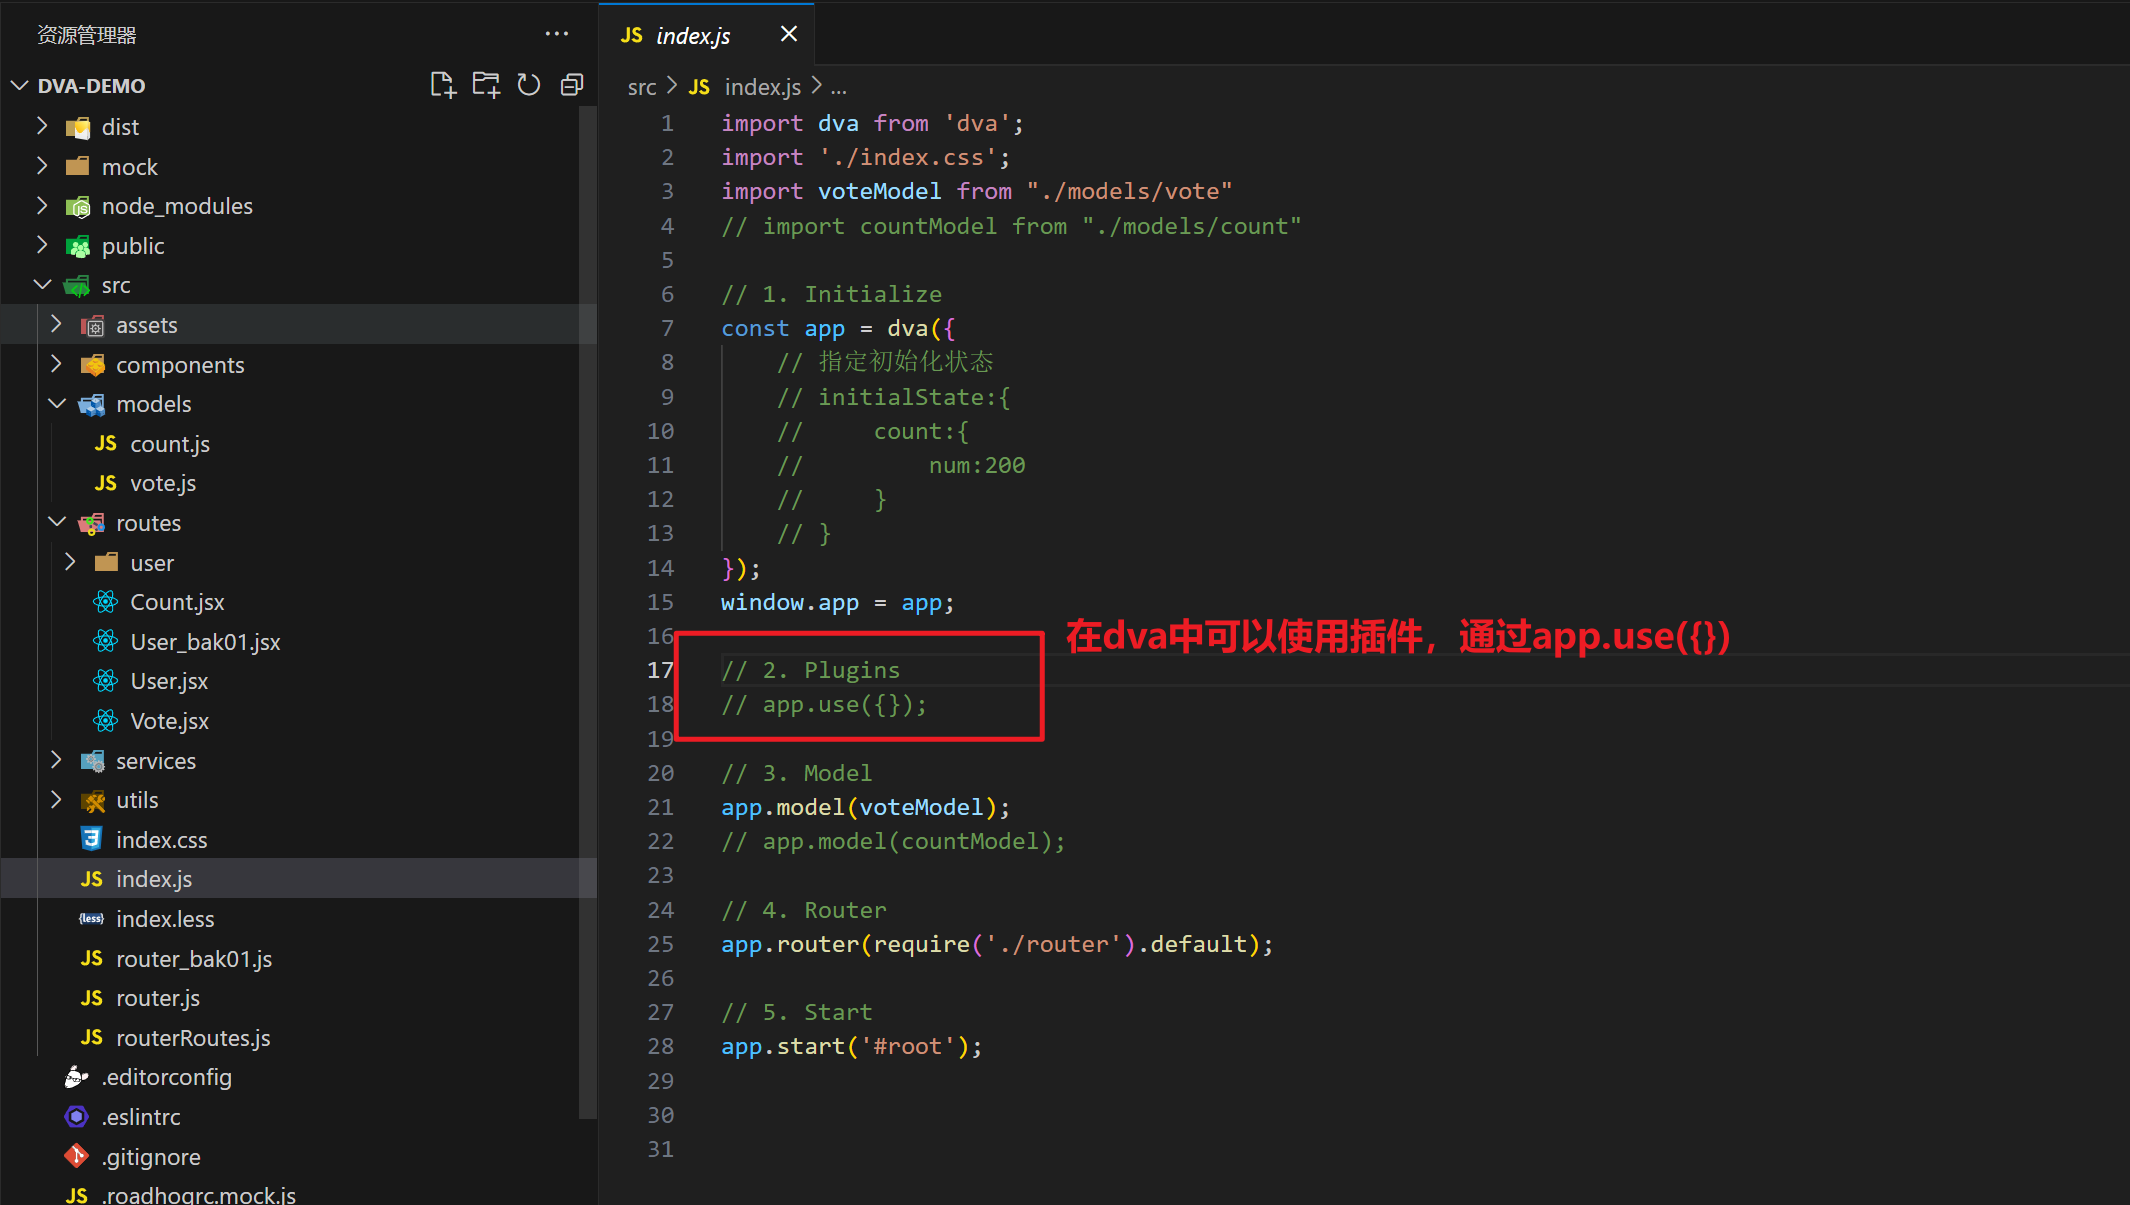 资源管理器
DVA-DEMO
dist
mock
node_modules
public
src
assets
components
models
JS count.js
JS vote.js
routes
user
Count.jsx
User_bak01.jsx
User.jsx
Vote.jsx
services
utils
index.css
JS index.js
{less} index.less
JS router_bak01.js
JS router.js
JS routerRoutes.js
.editorconfig
.eslintrc
.gitignore
JS .roadhogrc.mock.js
JS index.js
src > JS index.js > ...
1 import dva from 'dva';
2 import './index.css';
3 import voteModel from "./models/vote"
4 // import countModel from "./models/count"
5
6 // 1. Initialize
7 const app = dva({
8     // 指定初始化状态
9     // initialState:{
10     //     count:{
11     //         num:200
12     //     }
13     // }
14 });
15 window.app = app;
16
在dva中可以使用插件，通过app.use({})
17 // 2. Plugins
18 // app.use({});
19
20 // 3. Model
21 app.model(voteModel);
22 // app.model(countModel);
23
24 // 4. Router
25 app.router(require('./router').default);
26
27 // 5. Start
28 app.start('#root');
29
30
31